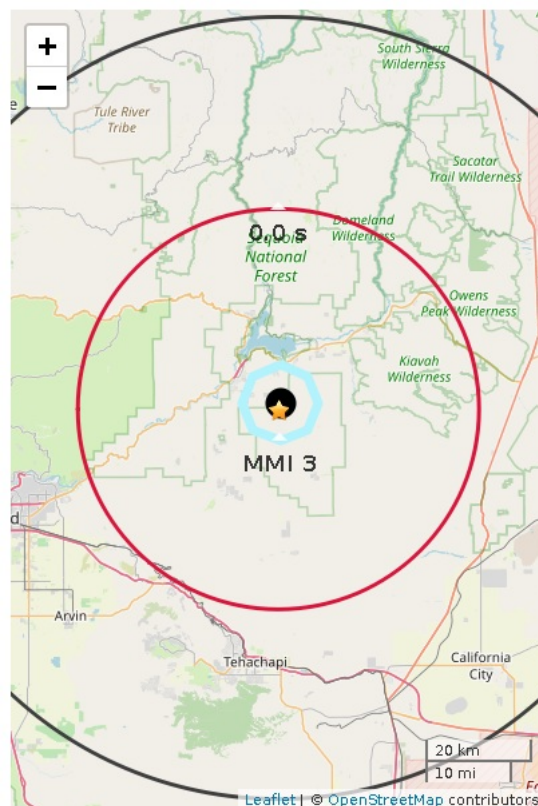 +
South Sierra
Wilderness
−
e
Tule River
Tribe
Sacatar
Trail Wilderness
0.0 s
Domeland
Wilderness
Sequoia
National
Forest
Owens
Peak Wilderness
Kiavah
Wilderness
MMI 3
d
Arvin
Tehachapi
California
City
20 km
10 mi
Leaflet | © OpenStreetMap contributors